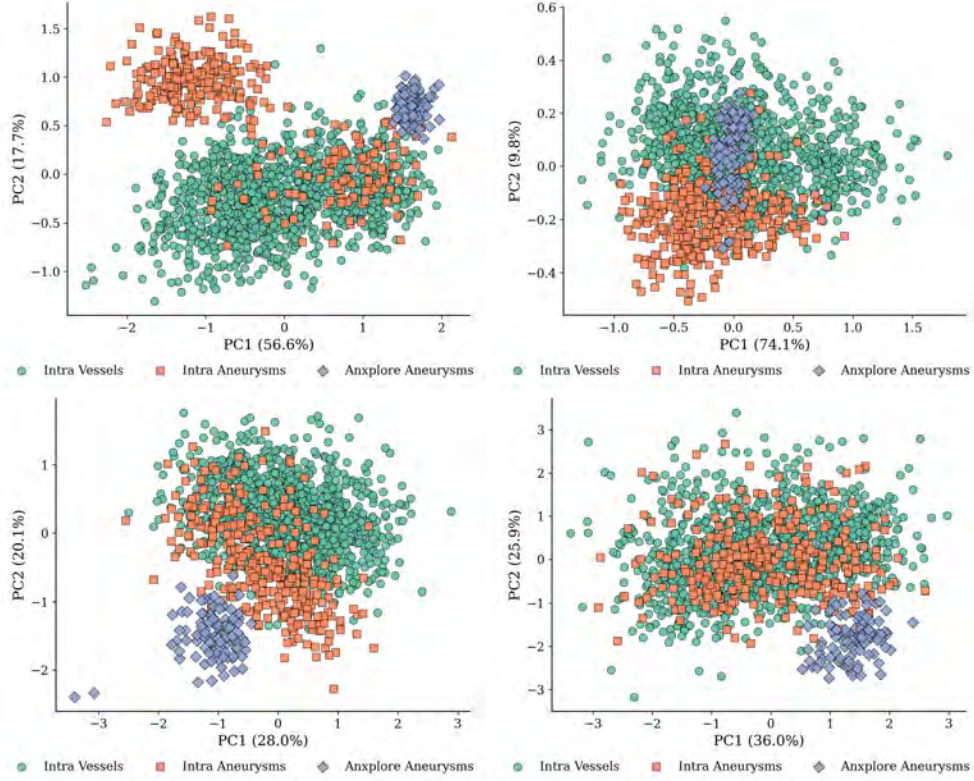 1.5
1.0
0.5
0.0
−0.5
−1.0
PC2 (17.7%)
−2
−1
0
1
2
PC1 (56.6%)
Intra Vessels
Intra Aneurysms
Anxplore Aneurysms
0.6
0.4
0.2
0.0
−0.2
−0.4
PC2 (9.8%)
−1.0
−0.5
0.0
0.5
1.0
1.5
PC1 (74.1%)
Intra Vessels
Intra Aneurysms
Anxplore Aneurysms
1
0
−1
−2
PC2 (20.1%)
−3
−2
−1
0
1
2
3
PC1 (28.0%)
Intra Vessels
Intra Aneurysms
Anxplore Aneurysms
3
2
1
0
−1
−2
−3
PC2 (25.9%)
−3
−2
−1
0
1
2
3
PC1 (36.0%)
Intra Vessels
Intra Aneurysms
Anxplore Aneurysms